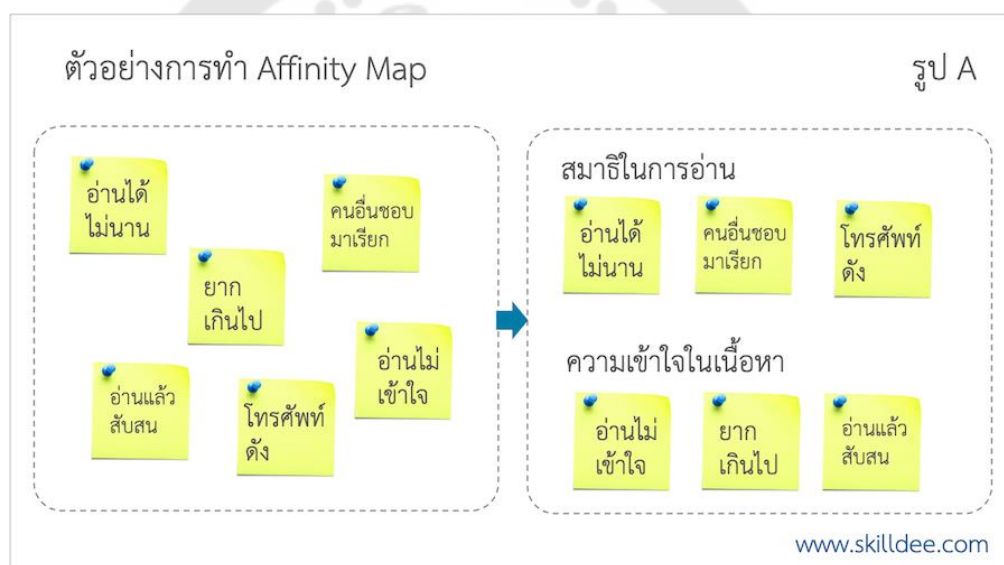 ตัวอย่างการทำ Affinity Map
รูป A
อ่านได้
ไม่นาน
คนอื่นชอบ
มาเรียก
ยาก
เกินไป
อ่านไม่
เข้าใจ
อ่านแล้ว
สับสน
โทรศัพท์
ดัง
สมาธิในการอ่าน
อ่านได้
ไม่นาน
คนอื่นชอบ
มาเรียก
โทรศัพท์
ดัง
ความเข้าใจในเนื้อหา
อ่านไม่
เข้าใจ
ยาก
เกินไป
อ่านแล้ว
สับสน
www.skilldee.com